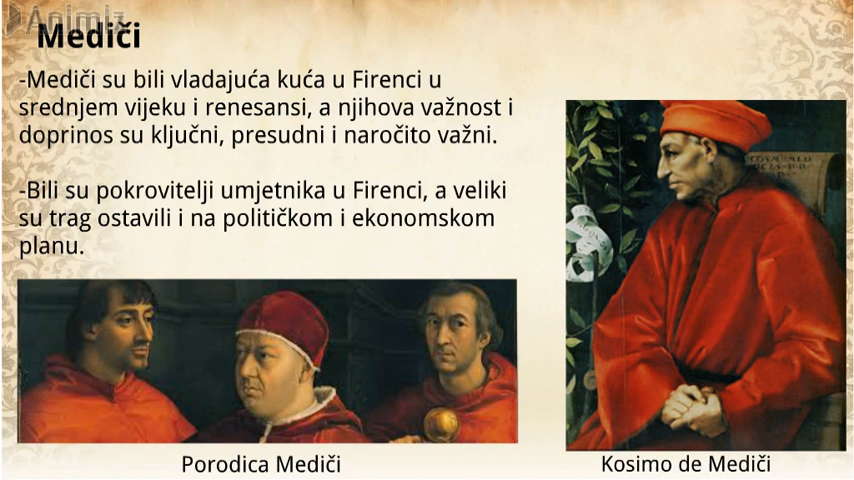 Animiz
Mediči
-Mediči su bili vladajuća kuća u Firenci u
srednjem vijeku i renesansi, a njihova važnost i
doprinos su ključni, presudni i naročito važni.
-Bili su pokrovitelji umjetnika u Firenci, a veliki
su trag ostavili i na političkom i ekonomskom
planu.
Porodica Mediči
Kosimo de Mediči